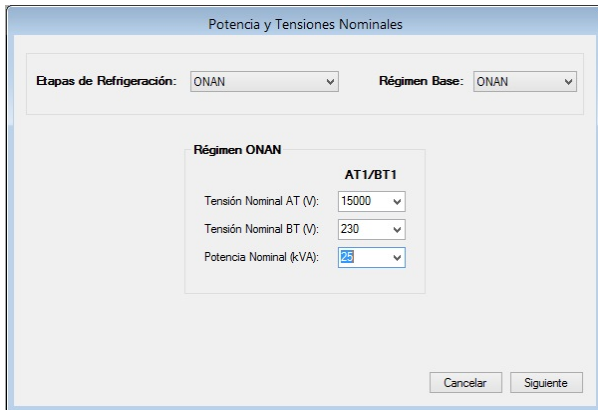 Potencia y Tensiones Nominales
Etapas de Refrigeración: ONAN Régimen Base: ONAN
Régimen ONAN
AT1/BT1
Tensión Nominal AT (V): 15000
Tensión Nominal BT (V): 230
Potencia Nominal (kVA): 25
Cancelar Siguiente